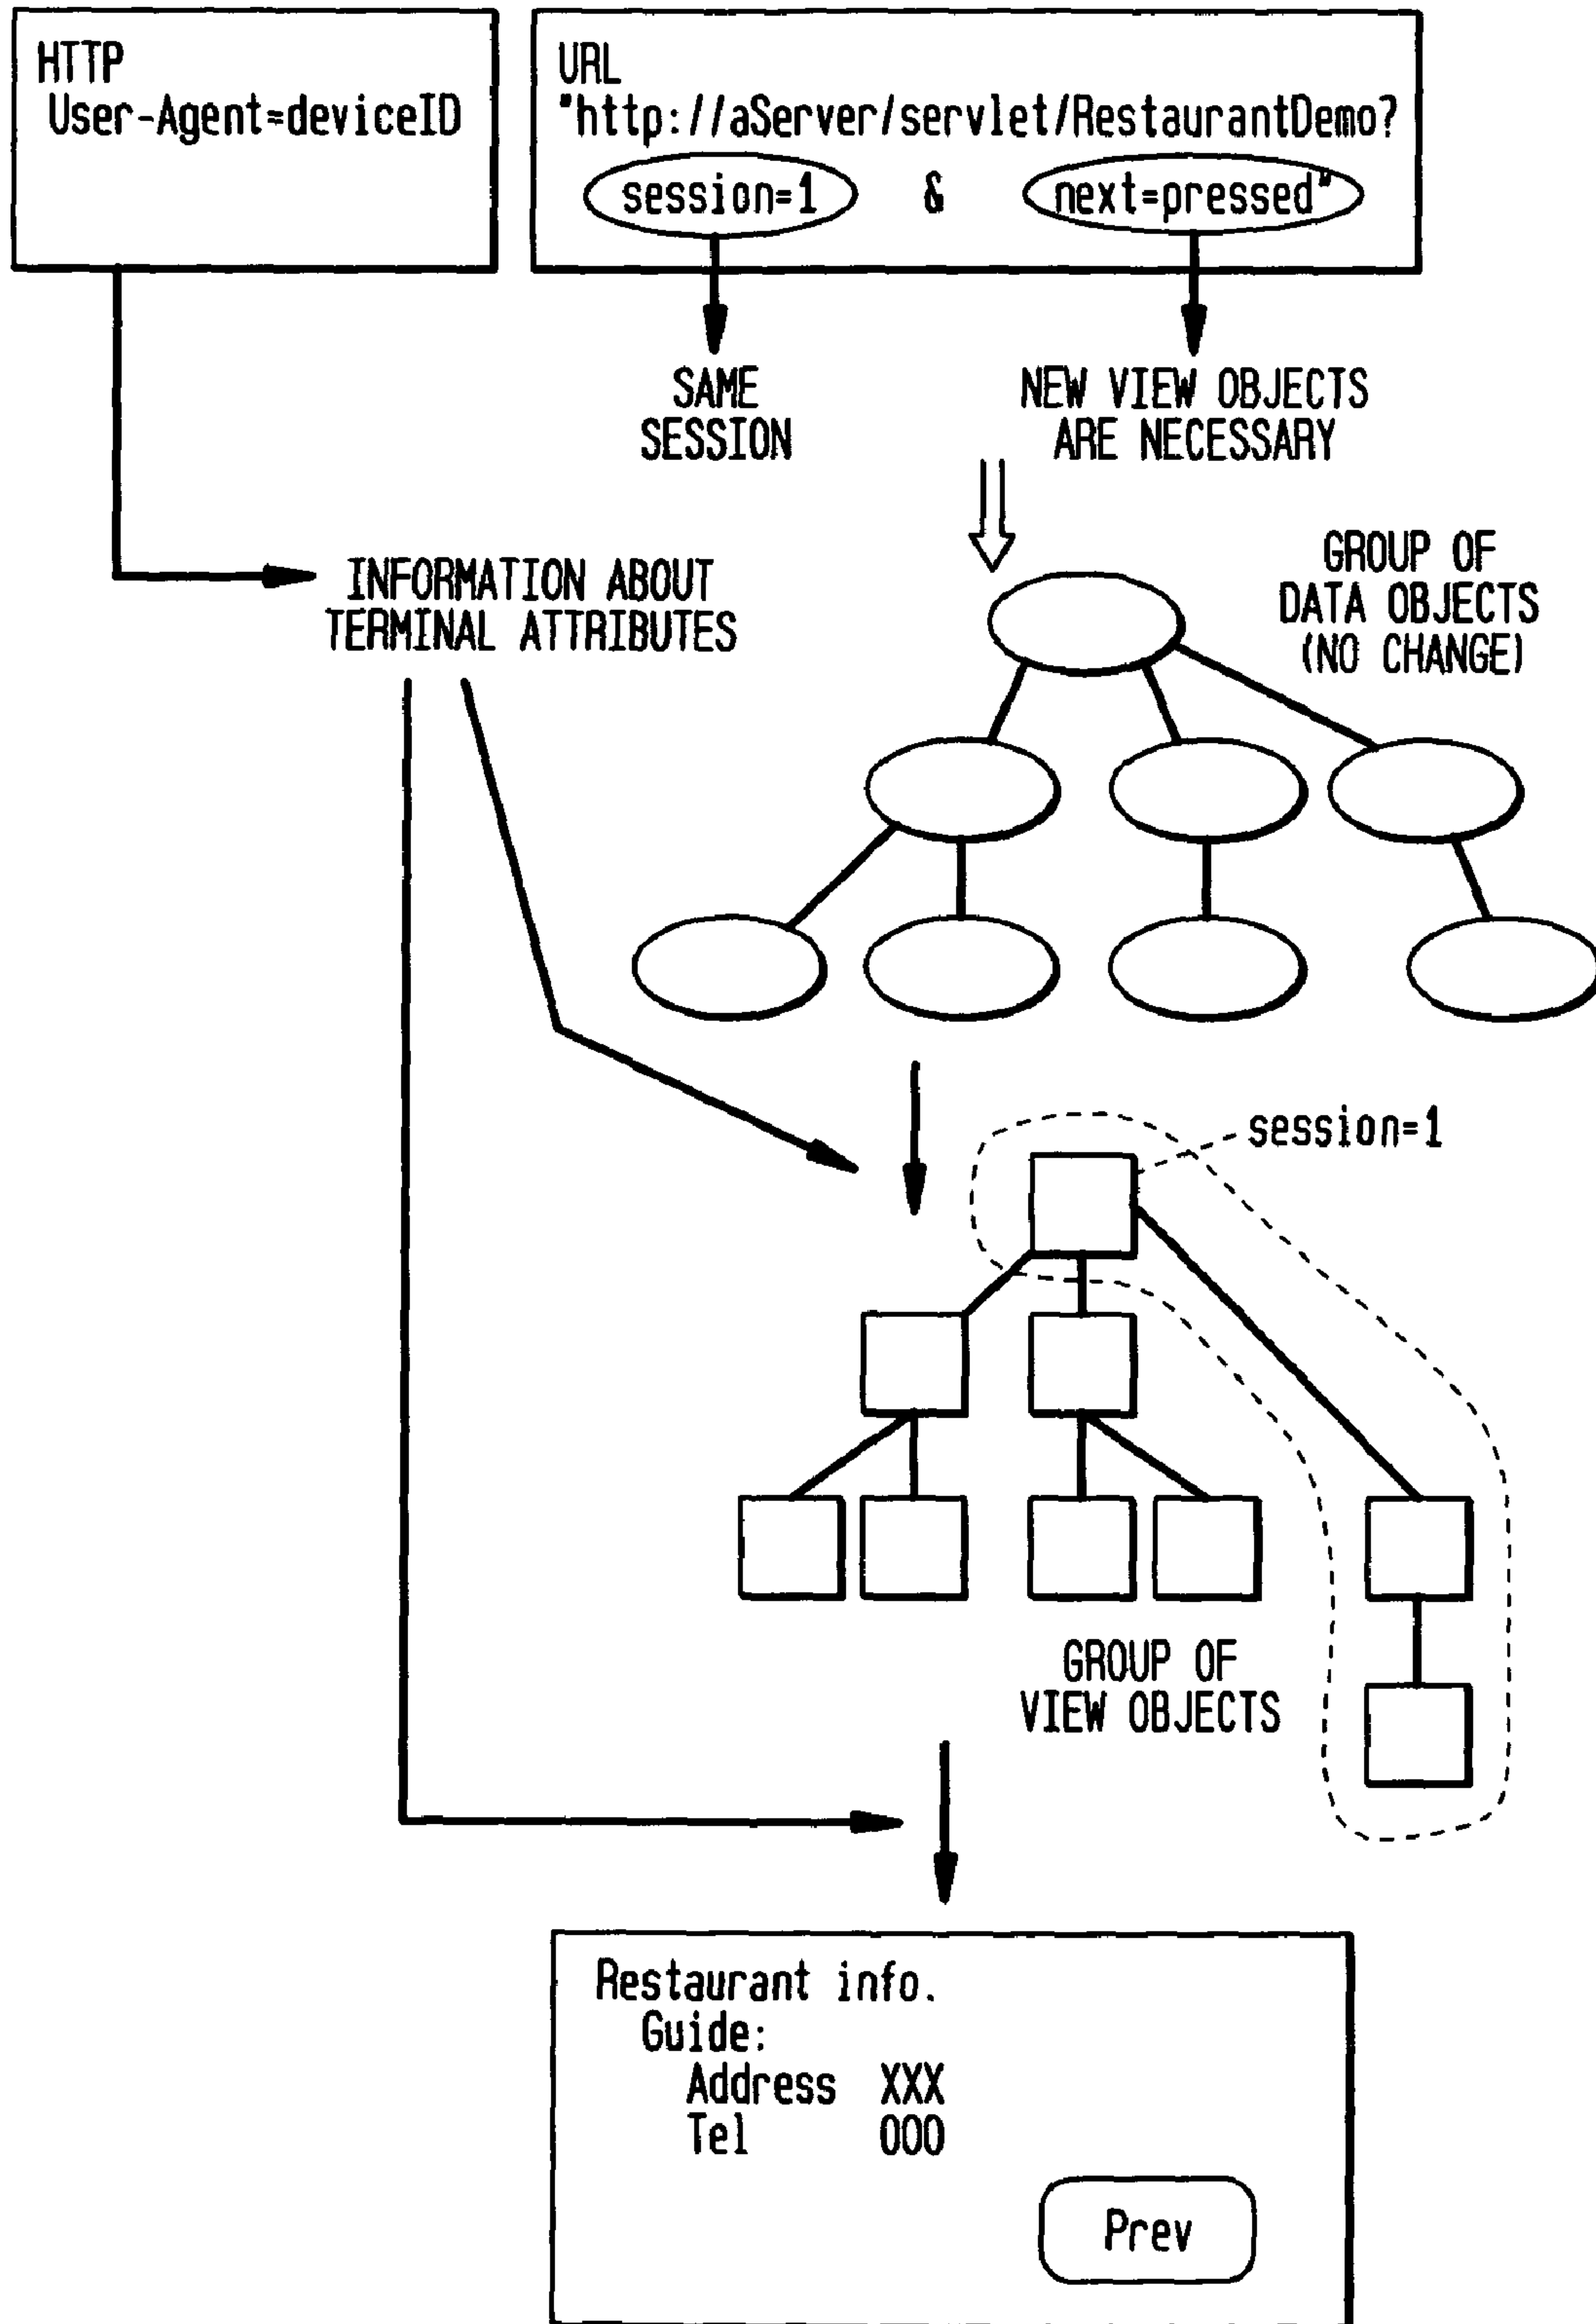 HTTP
User-Agent=deviceID
URL
"http://aServer/servlet/RestaurantDemo?
session=1 & next=pressed"
SAME
SESSION
NEW VIEW OBJECTS
ARE NECESSARY
INFORMATION ABOUT
TERMINAL ATTRIBUTES
GROUP OF
DATA OBJECTS
(NO CHANGE)
session=1
GROUP OF
VIEW OBJECTS
Restaurant info.
Guide:
Address XXX
Tel 000
Prev